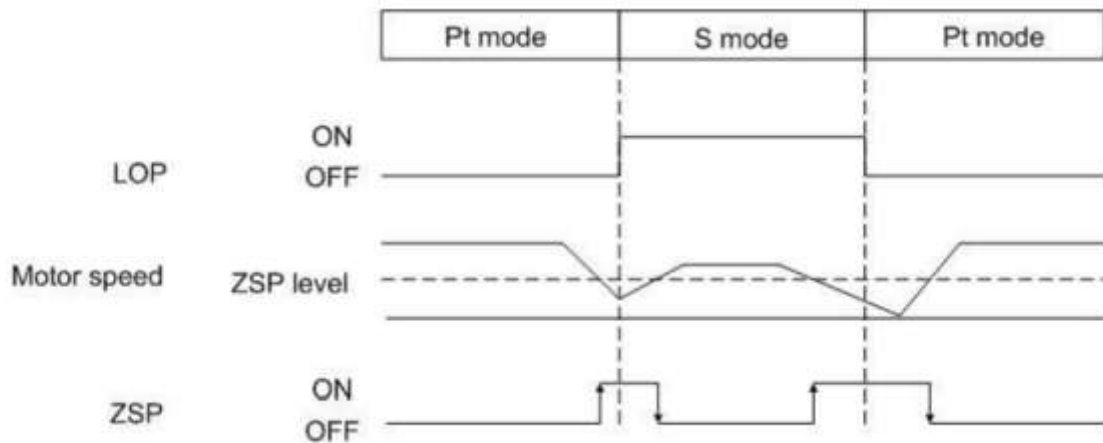 Pt mode S mode Pt mode
ON
LOP OFF
Motor speed ZSP level
ON
ZSP OFF